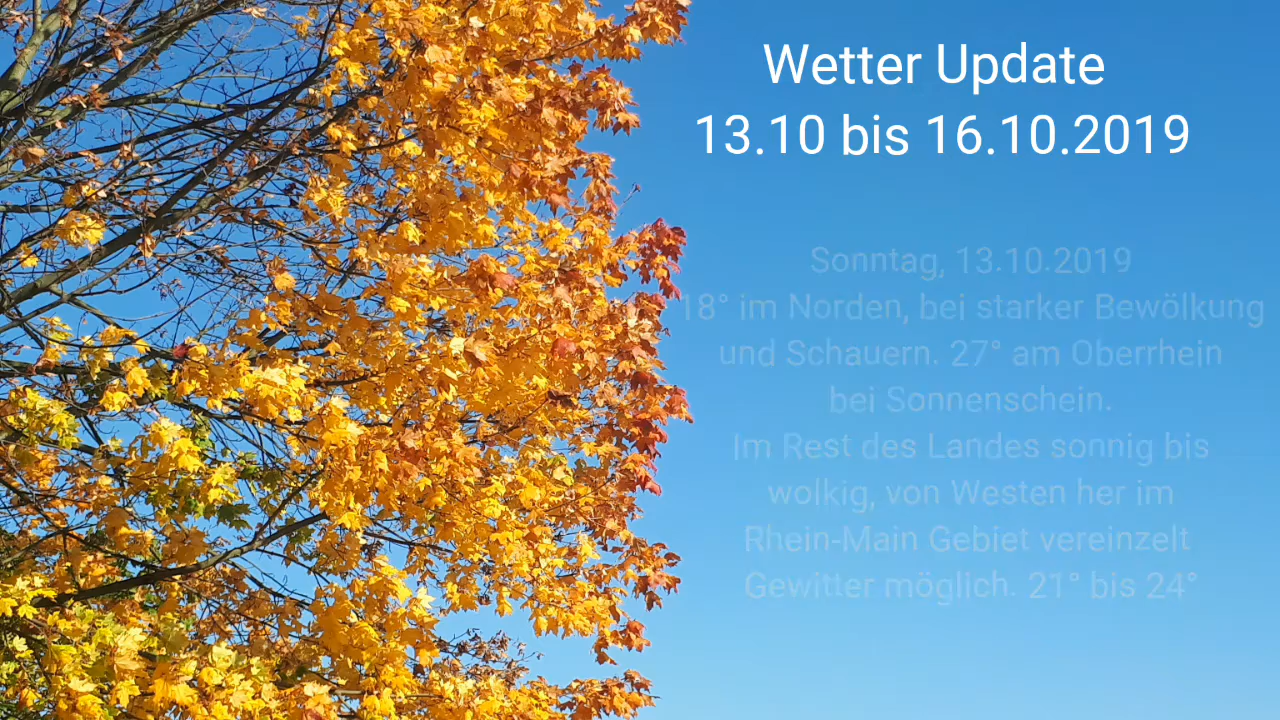 Wetter Update
13.10 bis 16.10.2019
Sonntag, 13.10.2019
18° im Norden, bei starker Bewölkung
und Schauern. 27° am Oberrhein
bei Sonnenschein.
Im Rest des Landes sonnig bis
wolkig, von Westen her im
Rhein-Main Gebiet vereinzelt
Gewitter möglich. 21° bis 24°